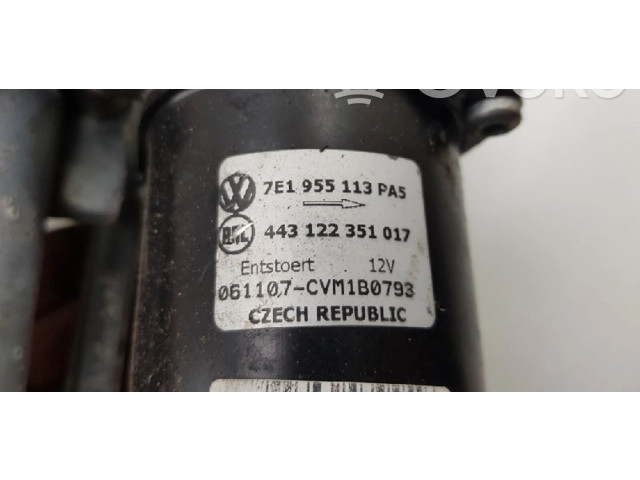 7E1 955 113 PA5
443 122 351 017
Entstoert 12V
061107-CVM1B0793
CZECH REPUBLIC